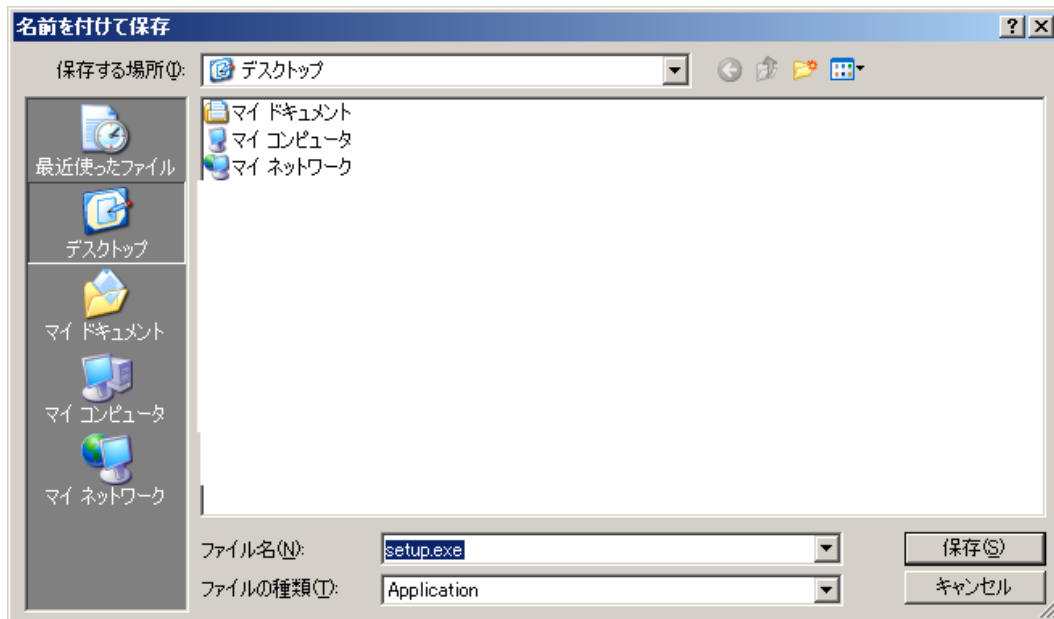 名前を付けて保存
保存する場所(I): デスクトップ
最近使ったファイル
デスクトップ
マイ ドキュメント
マイ コンピュータ
マイ ネットワーク
マイ ドキュメント
マイ コンピュータ
マイ ネットワーク
ファイル名(N): setup.exe 保存(S)
ファイルの種類(T): Application キャンセル